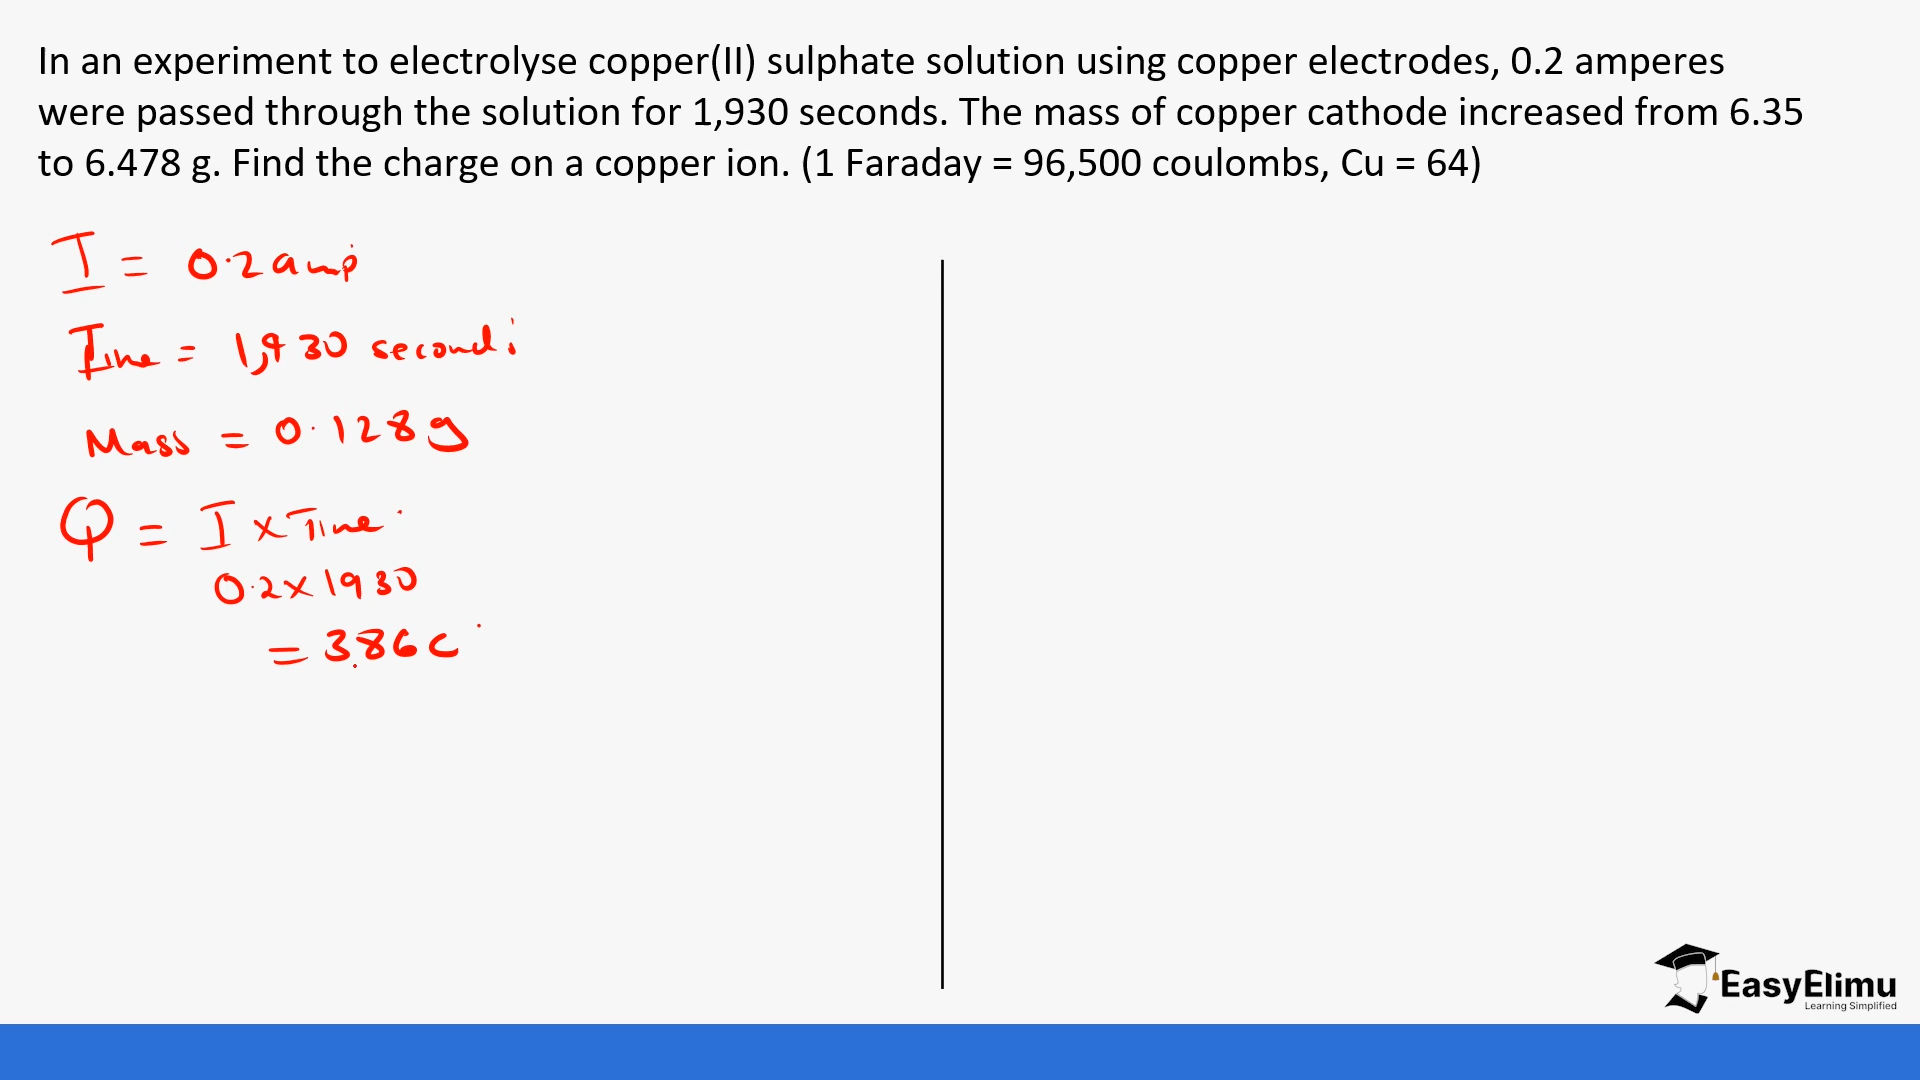 In an experiment to electrolyse copper(II) sulphate solution using copper electrodes, 0.2 amperes
were passed through the solution for 1,930 seconds. The mass of copper cathode increased from 6.35
to 6.478 g. Find the charge on a copper ion. (1 Faraday = 96,500 coulombs, Cu = 64)
I = 0.2 amp
Time = 1,930 seconds
Mass = 0.128g
Q = I x Time
0.2 x 1930
= 386 C
EasyElimu
Learning Simplified